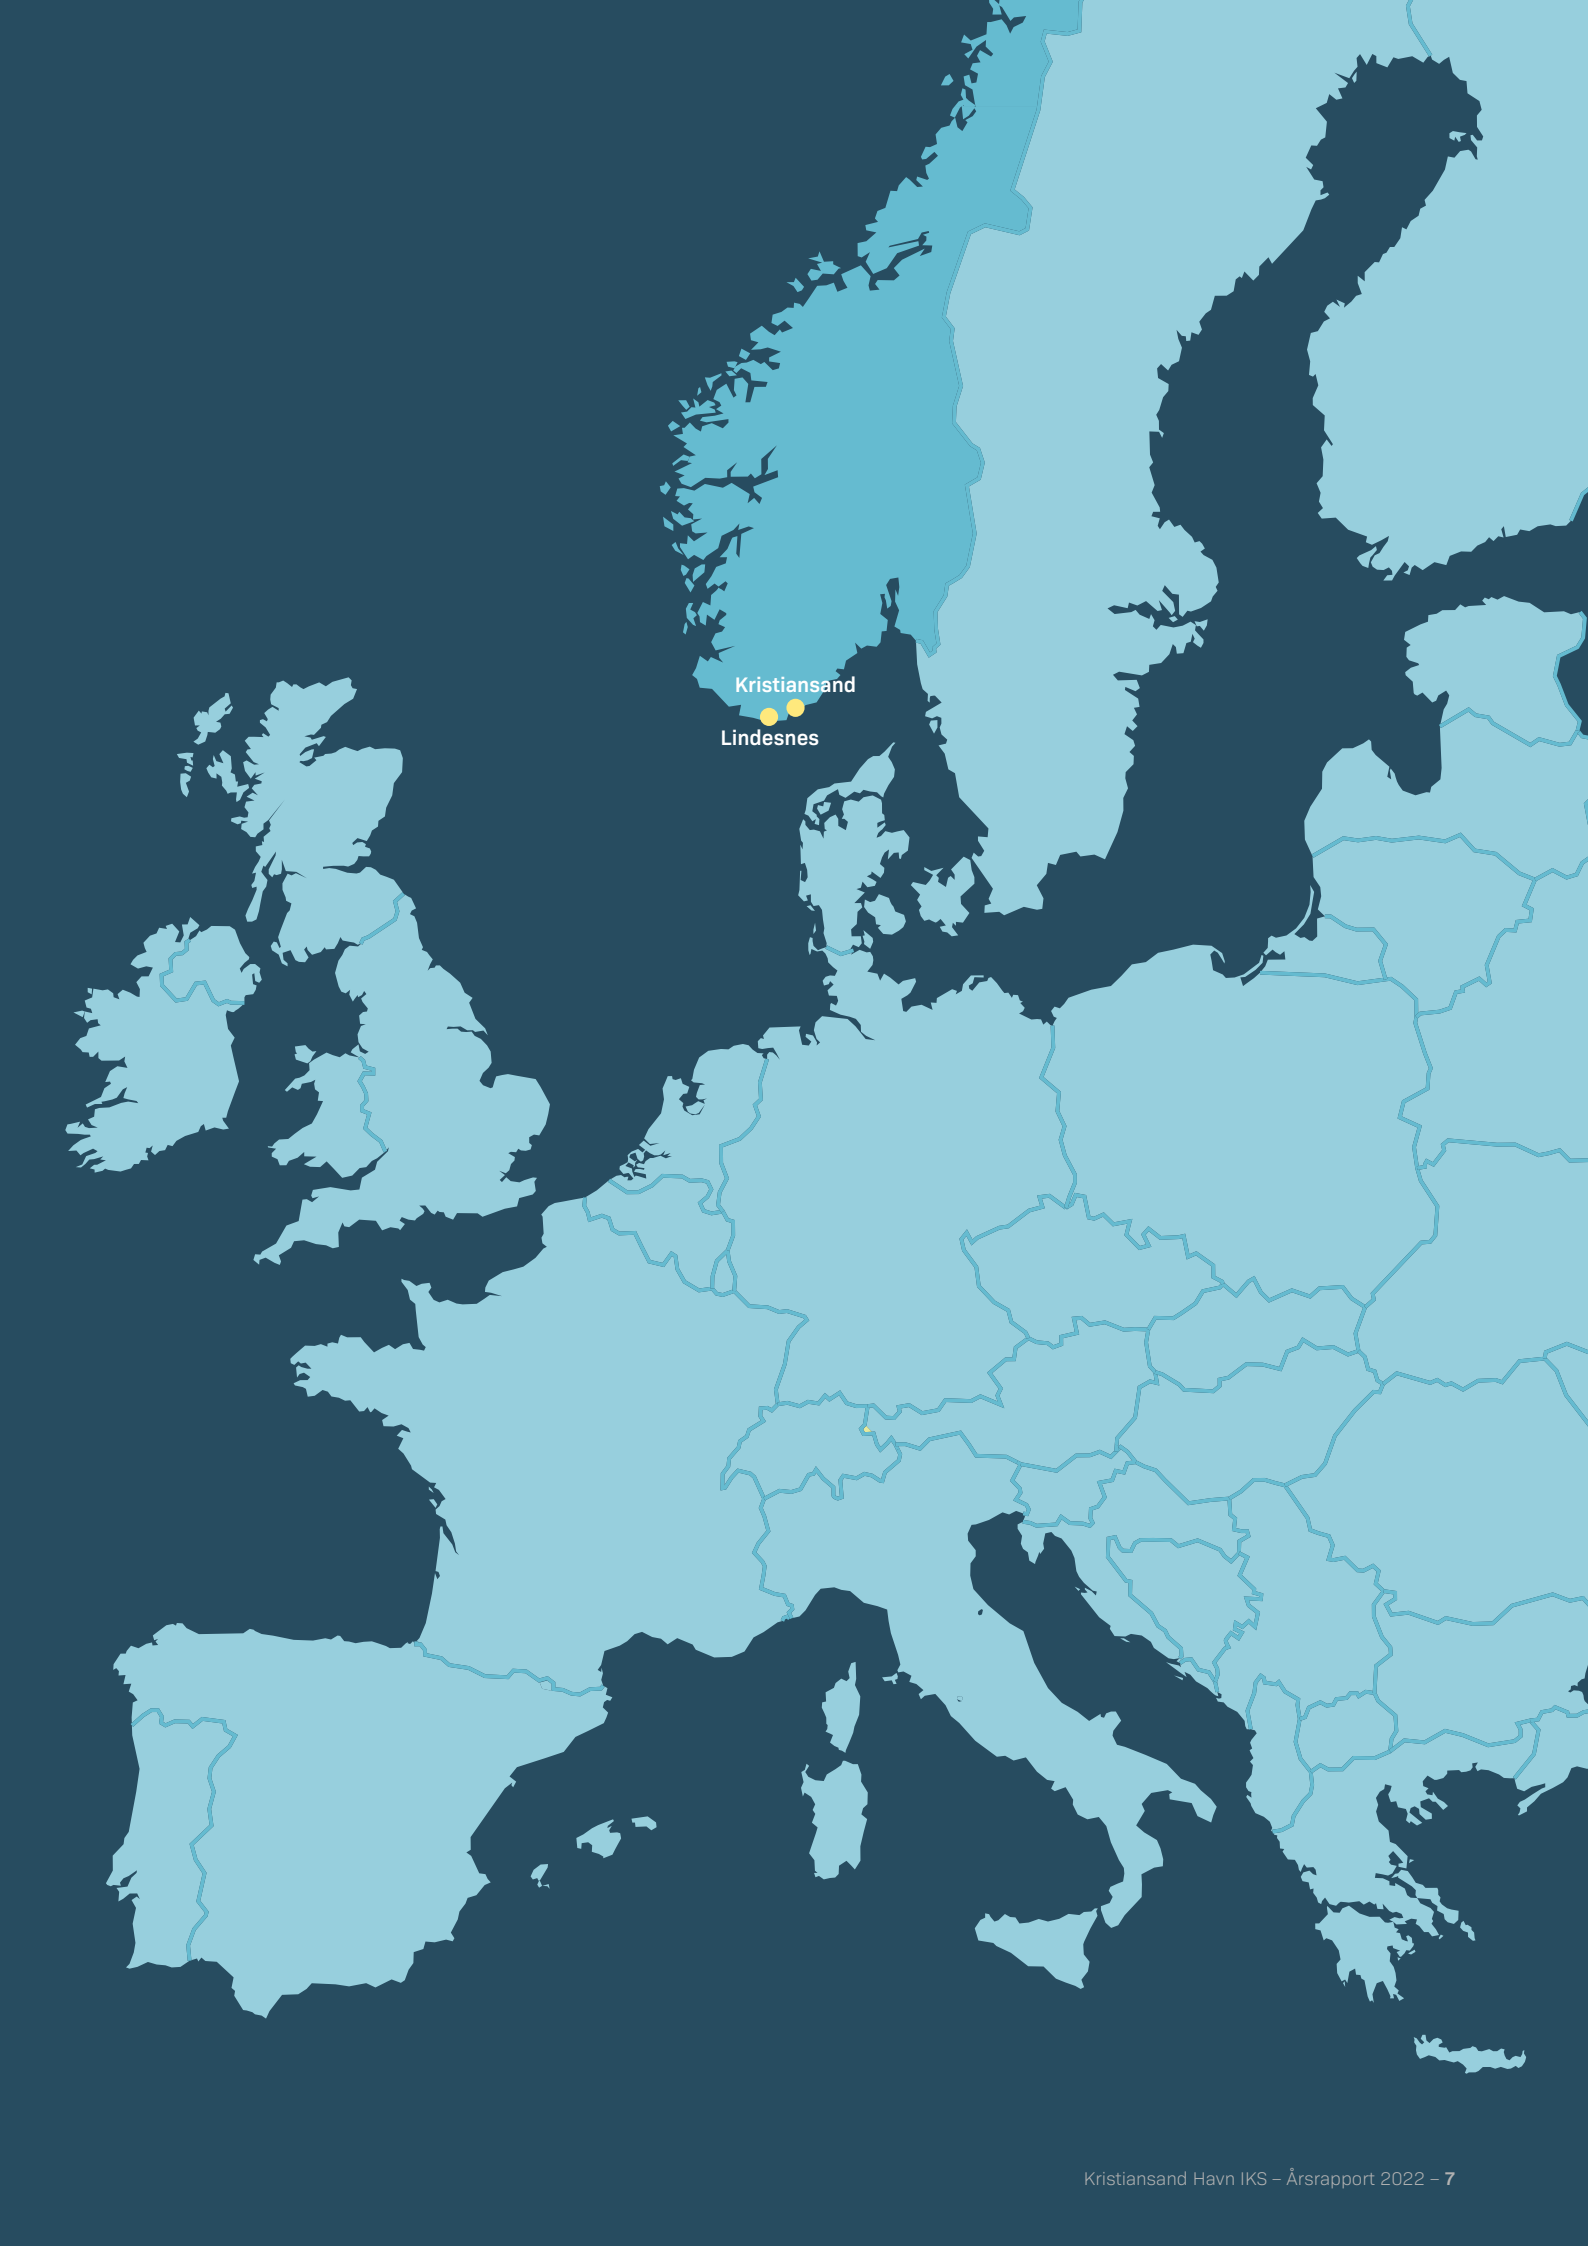 Kristiansand
Lindesnes
Kristiansand Havn IKS – Årsrapport 2022 – 7